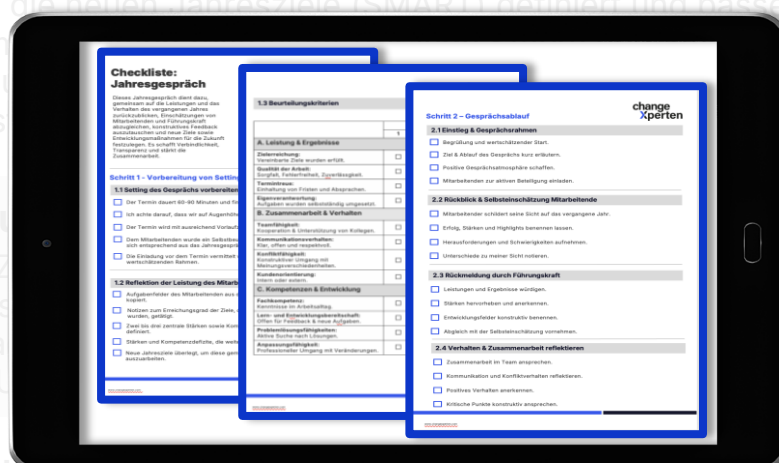 die neuen Jahresziele (SMART) definiert und passe
Checkliste:
Jahresgespräch
Dieses Jahresgespräch dient dazu,
gemeinsam auf die Leistungen und das
Verhalten des vergangenen Jahres
zurückzublicken, Einschätzungen von
Mitarbeitenden und Führungskraft
abzugleichen, konstruktives Feedback
auszutauschen und neue Ziele sowie
Entwicklungsmaßnahmen für die Zukunft
festzulegen. Es schafft Verbindlichkeit,
Transparenz und stärkt die
Zusammenarbeit.
Schritt 1 - Vorbereitung von Setting
1.1 Setting des Gesprächs vorbereiten
Der Termin dauert 60-90 Minuten und fin
Ich achte darauf, dass wir auf Augenhöhe
Der Termin wird mit ausreichend Vorlauf
Dem Mitarbeitenden wurde ein Selbstbeu
sich entsprechend aus das Jahresgespräch
Die Einladung vor dem Termin vermittelt
wertschätzenden Rahmen.
1.2 Reflektion der Leistung des Mitarbe
Aufgabenfelder des Mitarbeitenden aus
kopiert.
Notizen zum Erreichungsgrad der Ziele,
wurden, getätigt.
Zwei bis drei zentrale Stärken sowie Kom
definiert.
Stärken und Kompetenzdefizite, die weite
Neue Jahresziele überlegt, um diese gem
auszuarbeiten.
1.3 Beurteilungskriterien
1
A. Leistung & Ergebnisse
Zielerreichung:
Vereinbarte Ziele wurden erfüllt.
Qualität der Arbeit:
Sorgfalt, Fehlerfreiheit, Zuverlässigkeit.
Termintreue:
Einhaltung von Fristen und Absprachen.
Eigenverantwortung:
Aufgaben wurden selbstständig umgesetzt.
B. Zusammenarbeit & Verhalten
Teamfähigkeit:
Kooperation & Unterstützung von Kollegen.
Kommunikationsverhalten:
Klar, offen und respektvoll.
Konfliktfähigkeit:
Konstruktiver Umgang mit
Meinungsverschiedenheiten.
Kundenorientierung:
Intern oder extern.
C. Kompetenzen & Entwicklung
Fachkompetenz:
Kenntnisse im Arbeitsalltag.
Lern- und Entwicklungsbereitschaft:
Offen für Feedback & neue Aufgaben.
Problemlösungsfähigkeiten:
Aktive Suche nach Lösungen.
Anpassungsfähigkeit:
Professioneller Umgang mit Veränderungen.
change
Xperten
Schritt 2 – Gesprächsablauf
2.1 Einstieg & Gesprächsrahmen
Begrüßung und wertschätzender Start.
Ziel & Ablauf des Gesprächs kurz erläutern.
Positive Gesprächsatmosphäre schaffen.
Mitarbeitenden zur aktiven Beteiligung einladen.
2.2 Rückblick & Selbsteinschätzung Mitarbeitende
Mitarbeiter schildert seine Sicht auf das vergangene Jahr.
Erfolg, Stärken und Highlights benennen lassen.
Herausforderungen und Schwierigkeiten aufnehmen.
Unterschiede zu meiner Sicht notieren.
2.3 Rückmeldung durch Führungskraft
Leistungen und Ergebnisse würdigen.
Stärken hervorheben und anerkennen.
Entwicklungsfelder konstruktiv benennen.
Abgleich mit der Selbsteinschätzung vornehmen.
2.4 Verhalten & Zusammenarbeit reflektieren
Zusammenarbeit im Team ansprechen.
Kommunikation und Konfliktverhalten reflektieren.
Positives Verhalten anerkennen.
Kritische Punkte konstruktiv ansprechen.